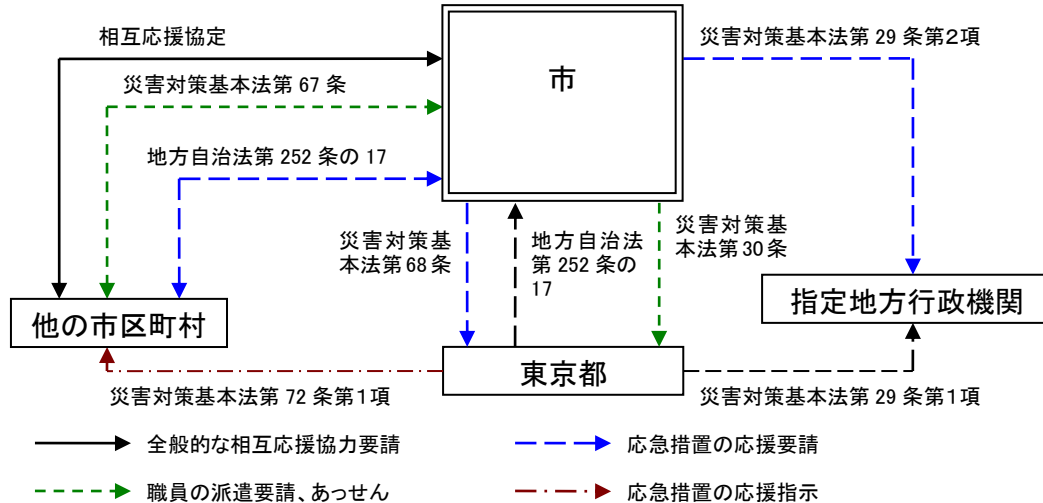 相互応援協定
災害対策基本法第 67 条
地方自治法第 252 条の 17
市
災害対策基本法第 29 条第２項
災害対策基
本法第 68 条
地方自治法
第 252 条の
17
災害対策基
本法第 30 条
他の市区町村
指定地方行政機関
東京都
災害対策基本法第 72 条第１項
災害対策基本法第 29 条第１項
全般的な相互応援協力要請
応急措置の応援要請
職員の派遣要請、あっせん
応急措置の応援指示